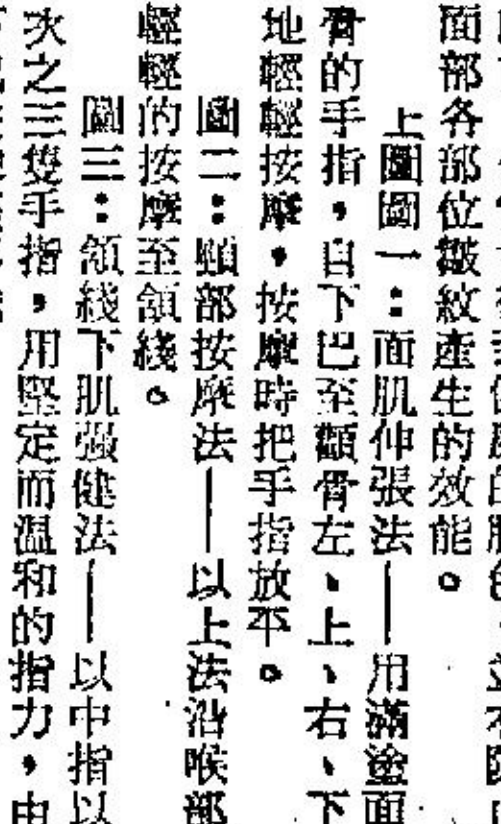 面部各部位皺紋產生的效能。
上圖圖一：面肌伸張法——用滿塗面
膏的手指，自下巴至顴骨左、上、右、下
地輕輕按摩，按摩時把手指放平。
圖二：頸部按摩法——以上法沿喉部
輕輕的按摩至頷綫。
圖三：頷綫下肌强健法——以中指以
次之三隻手指，用堅定而溫和的指力，由